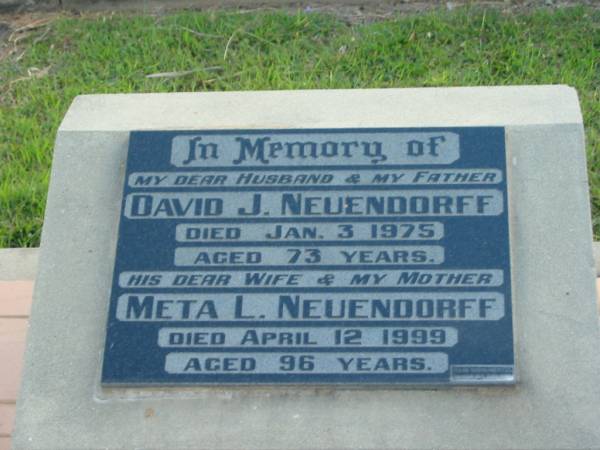 In Memory of
MY DEAR HUSBAND & MY FATHER
DAVID J. NEUENDORFF
DIED JAN. 3 1975
AGED 73 YEARS.
HIS DEAR WIFE & MY MOTHER
META L. NEUENDORFF
DIED APRIL 12 1999
AGED 96 YEARS.